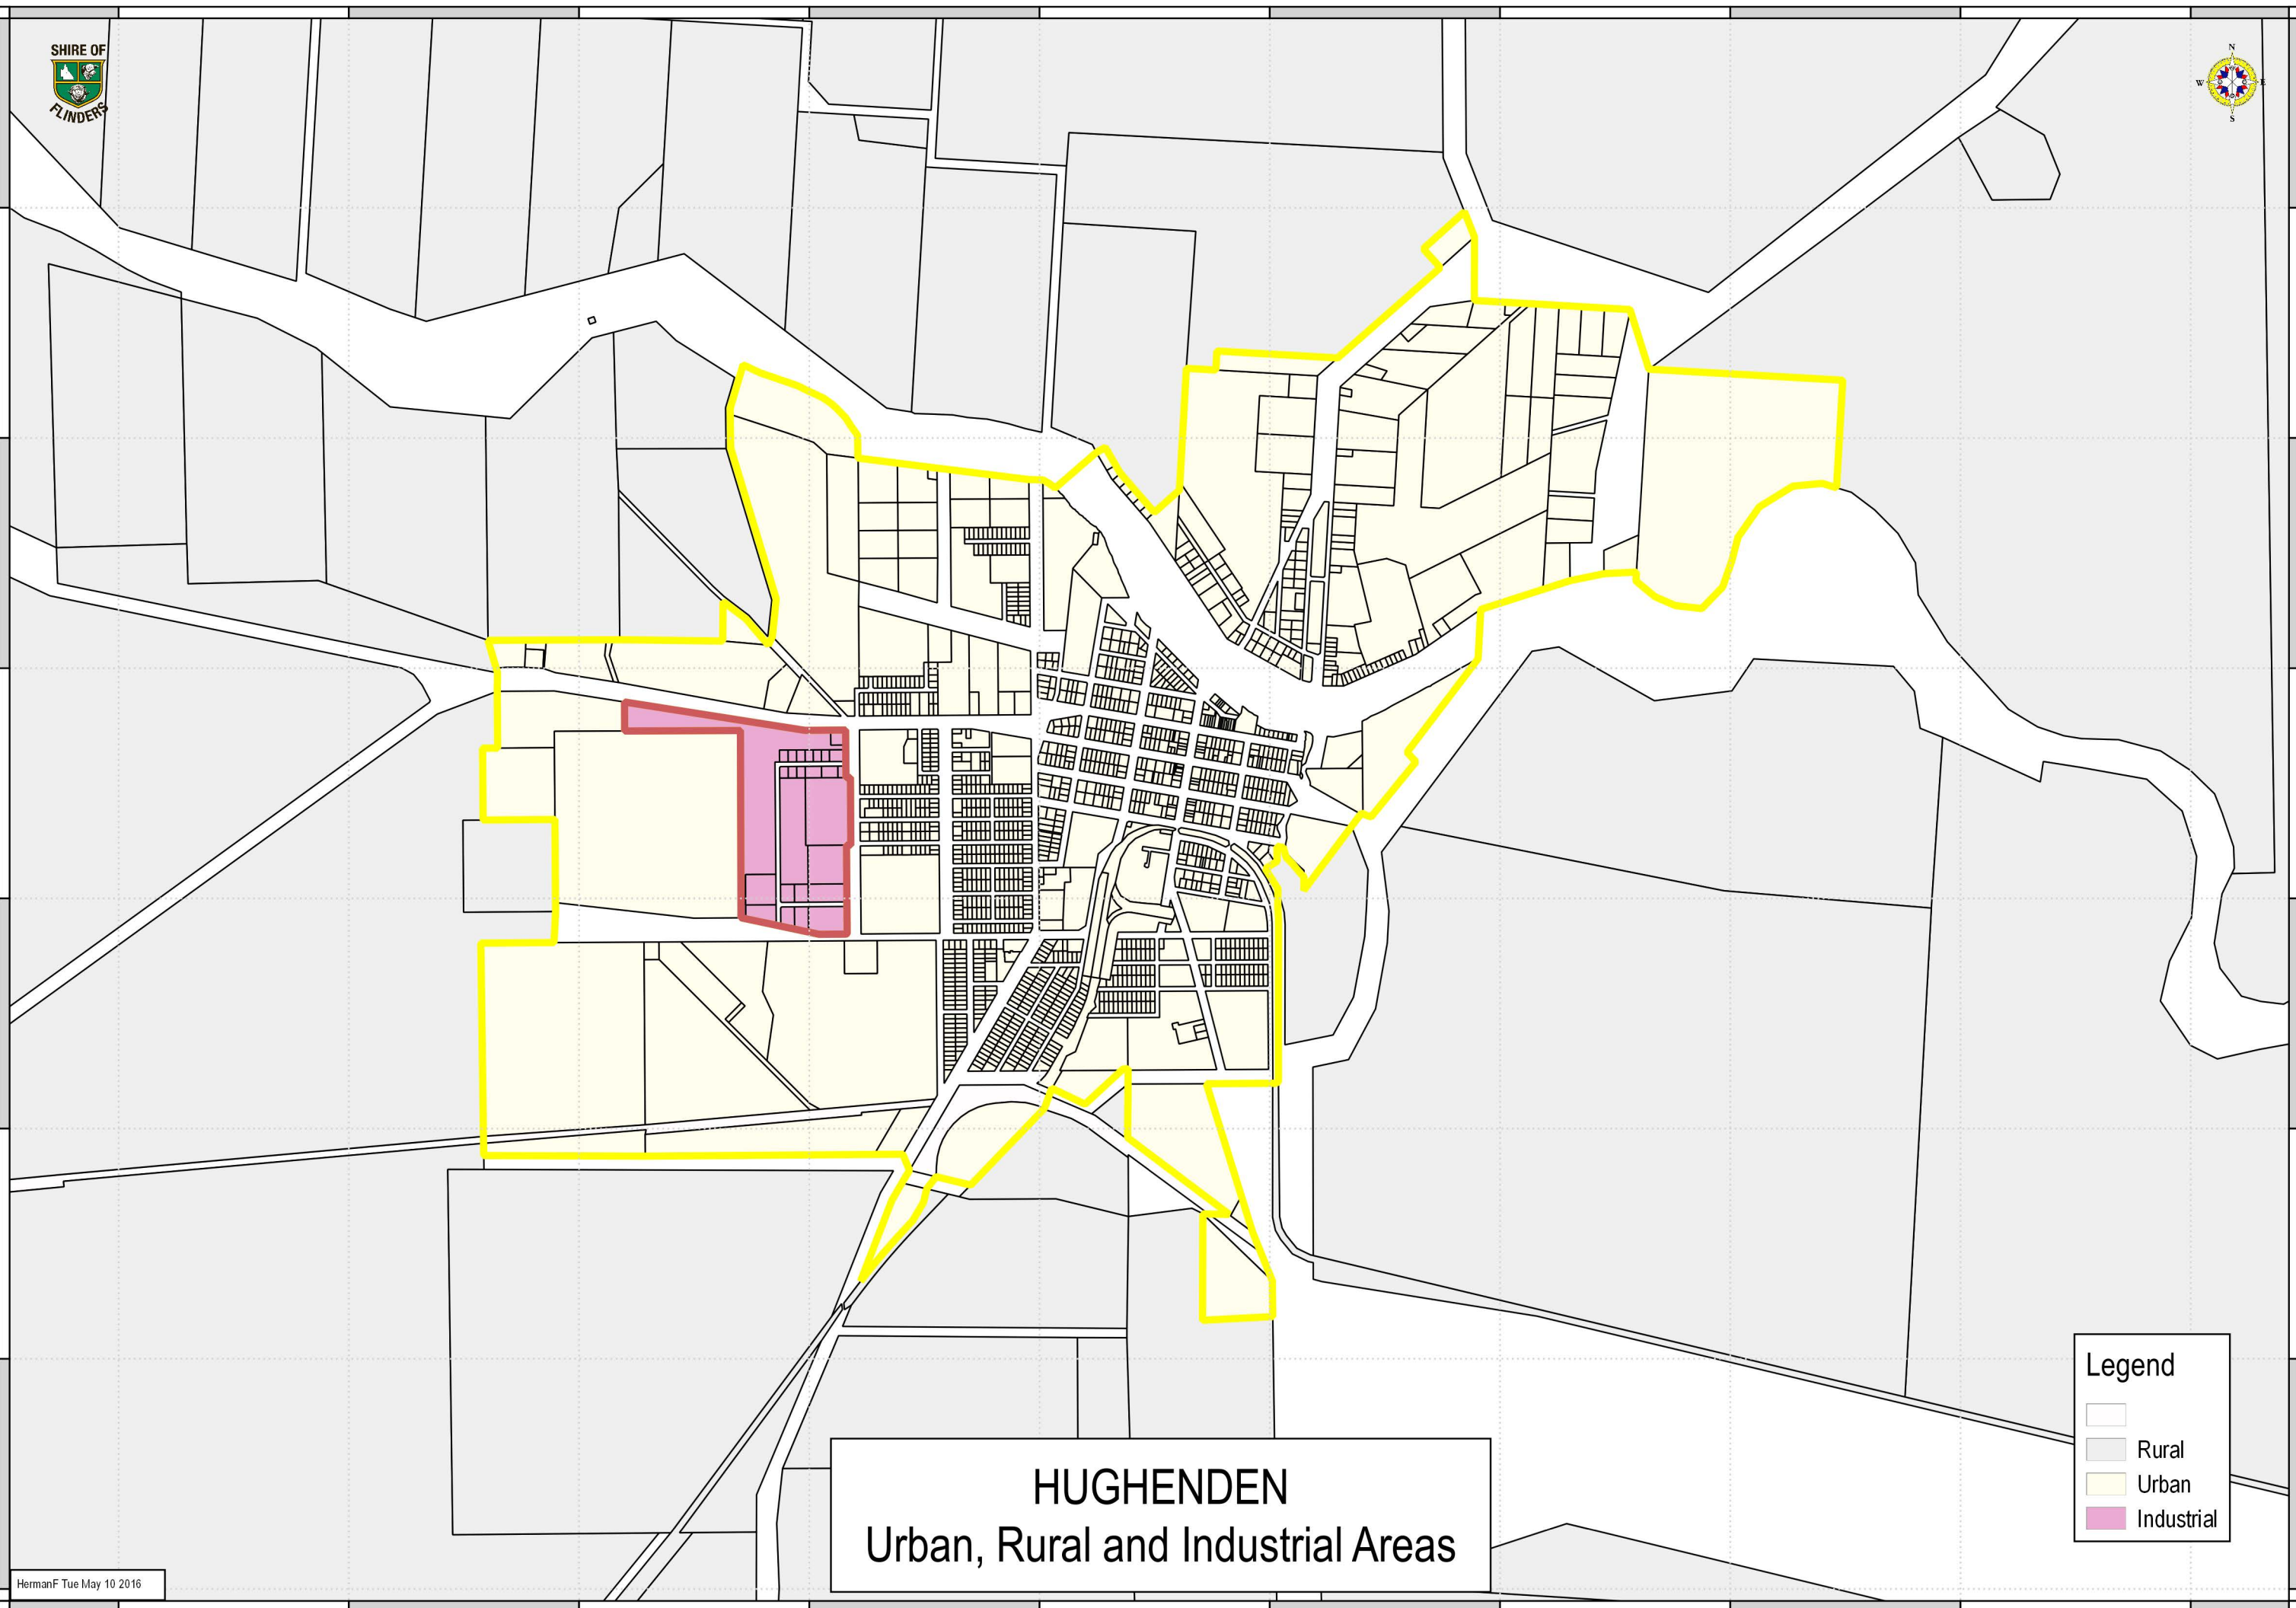 SHIRE OF
FLINDERS
N
W
E
S
Legend
Rural
Urban
Industrial
HUGHENDEN
Urban, Rural and Industrial Areas
HermanF Tue May 10 2016